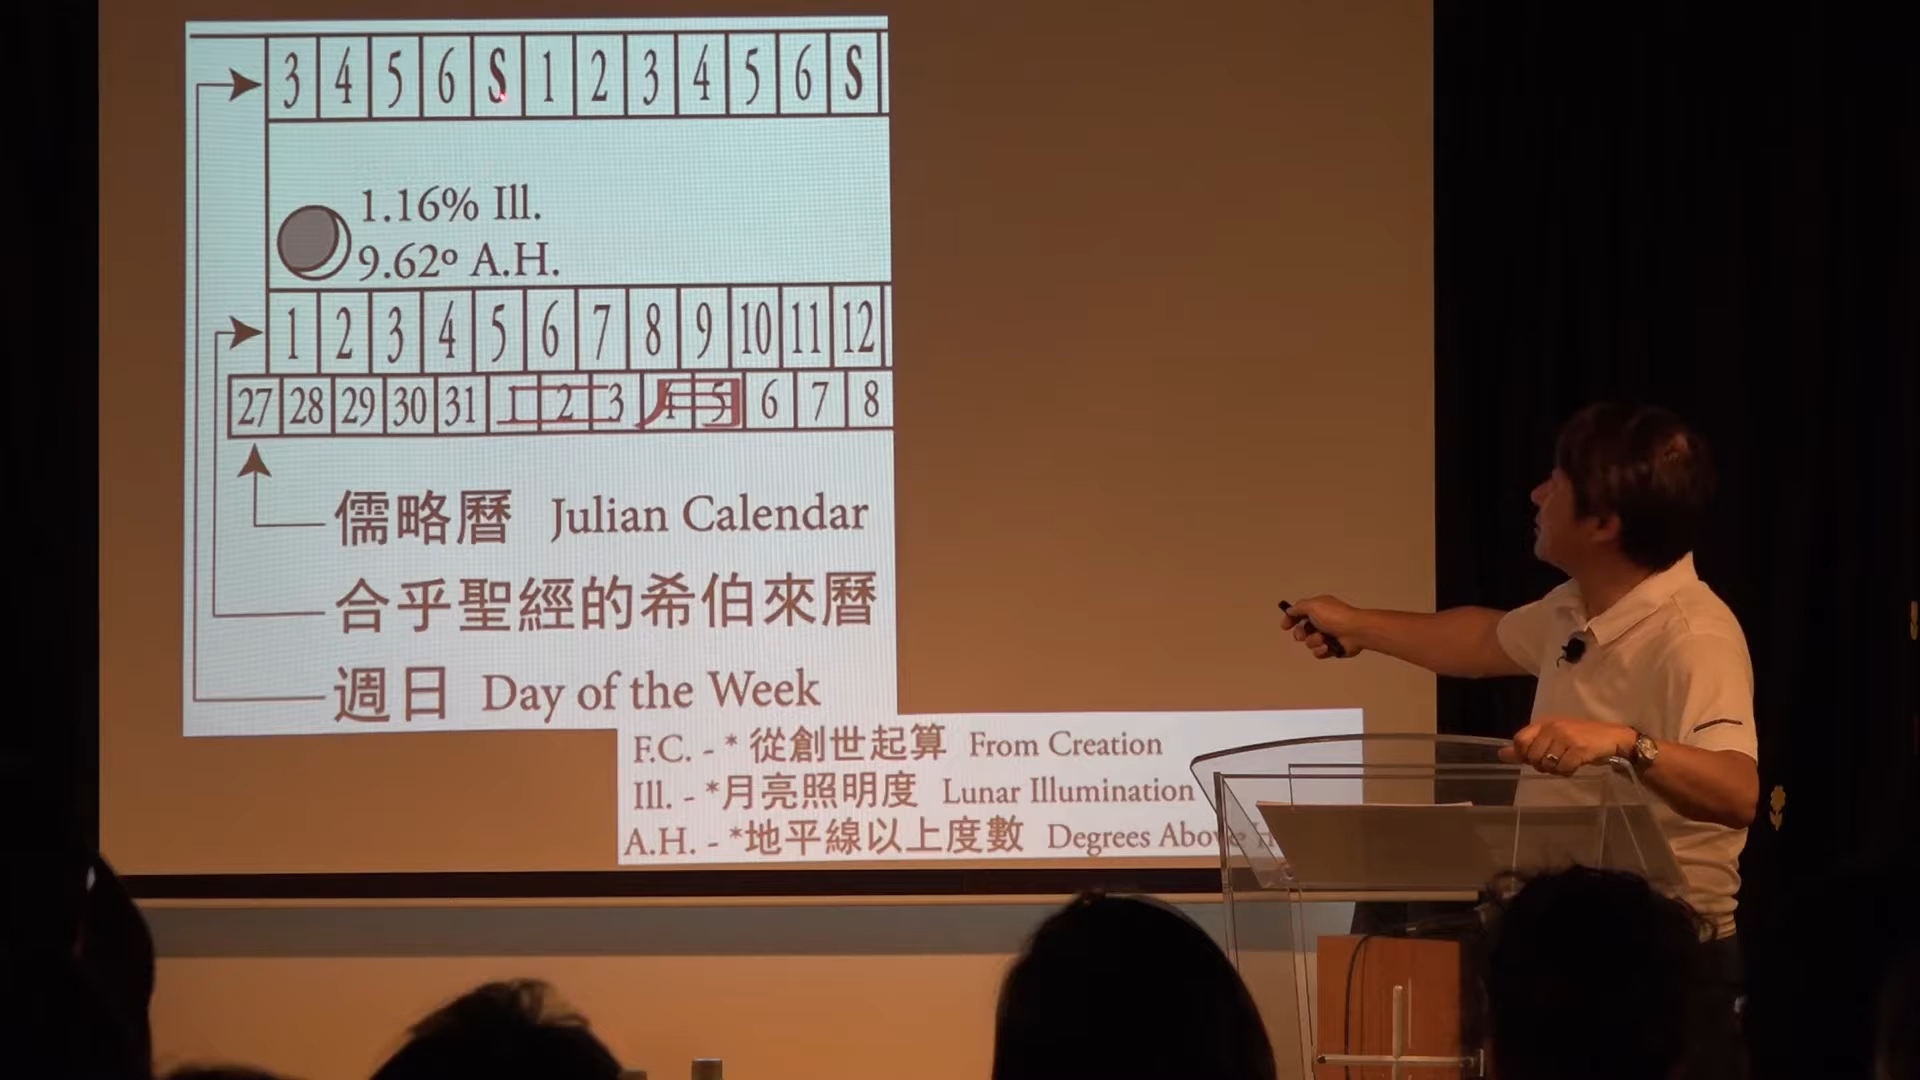 3 4 5 6 S 1 2 3 4 5 6 S
1.16% Ill.
9.62º A.H.
1 2 3 4 5 6 7 8 9 10 11 12
27 28 29 30 31 1 2 3 4 5 6 7 8
五月
儒略曆 Julian Calendar
合乎聖經的希伯來曆
週日 Day of the Week
F.C. - * 從創世起算 From Creation
Ill. - *月亮照明度 Lunar Illumination
A.H. - *地平線以上度數 Degrees Above